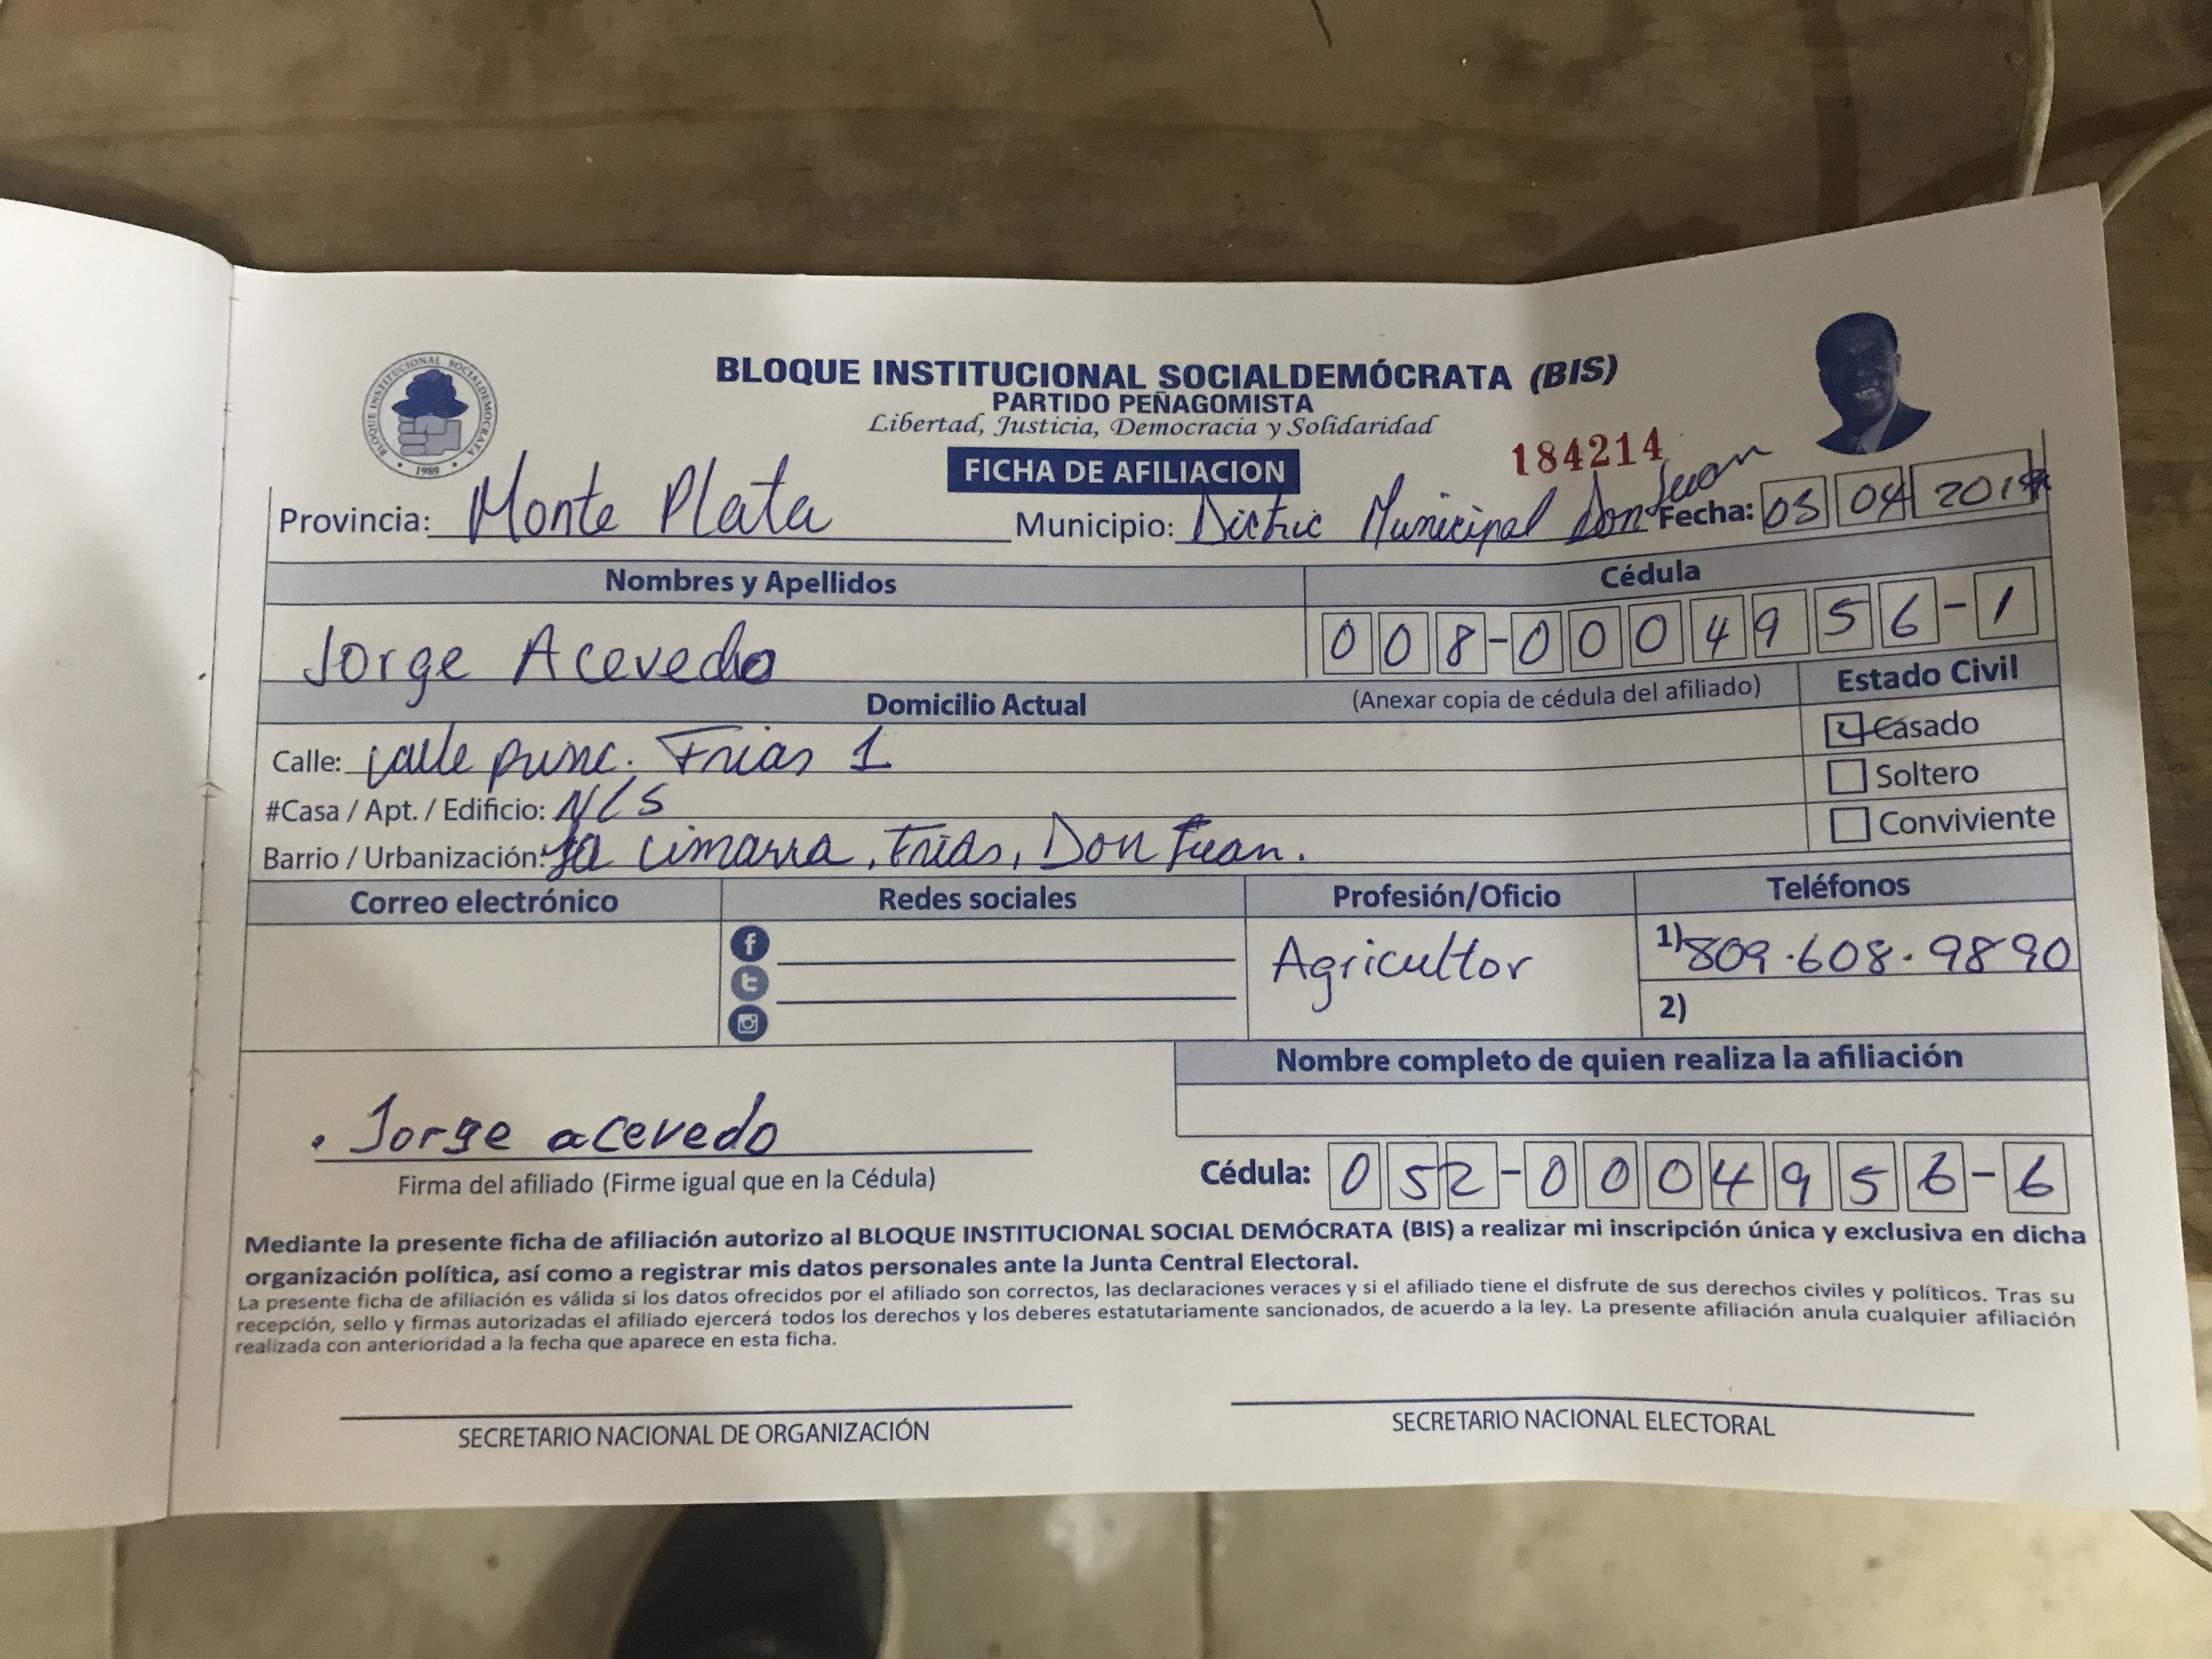 BLOQUE INSTITUCIONAL SOCIALDEMOCRATA
1989
BLOQUE INSTITUCIONAL SOCIALDEMÓCRATA (BIS)
PARTIDO PEÑAGOMISTA
Libertad, Justicia, Democracia y Solidaridad
184214
FICHA DE AFILIACION
Provincia: Monte Plata Municipio: Dictric Municipal Don Juan Fecha: 03 04 201
Nombres y Apellidos Cédula
Jorge Acevedo 008-0004956-1
Domicilio Actual (Anexar copia de cédula del afiliado) Estado Civil
Calle: calle princ. Frias 1 Casado
#Casa / Apt. / Edificio: N/S Soltero
Barrio / Urbanización: La cimarra, Frias, Don Juan. Conviviente
Correo electrónico Redes sociales Profesión/Oficio Teléfonos
Agricultor 1) 809.608.9890
2)
Nombre completo de quien realiza la afiliación
. Jorge acevedo
Firma del afiliado (Firme igual que en la Cédula) Cédula: 052-0004956-6
Mediante la presente ficha de afiliación autorizo al BLOQUE INSTITUCIONAL SOCIAL DEMÓCRATA (BIS) a realizar mi inscripción única y exclusiva en dicha
organización política, así como a registrar mis datos personales ante la Junta Central Electoral.
La presente ficha de afiliación es válida si los datos ofrecidos por el afiliado son correctos, las declaraciones veraces y si el afiliado tiene el disfrute de sus derechos civiles y políticos. Tras su
recepción, sello y firmas autorizadas el afiliado ejercerá todos los derechos y los deberes estatutariamente sancionados, de acuerdo a la ley. La presente afiliación anula cualquier afiliación
realizada con anterioridad a la fecha que aparece en esta ficha.
SECRETARIO NACIONAL DE ORGANIZACIÓN SECRETARIO NACIONAL ELECTORAL